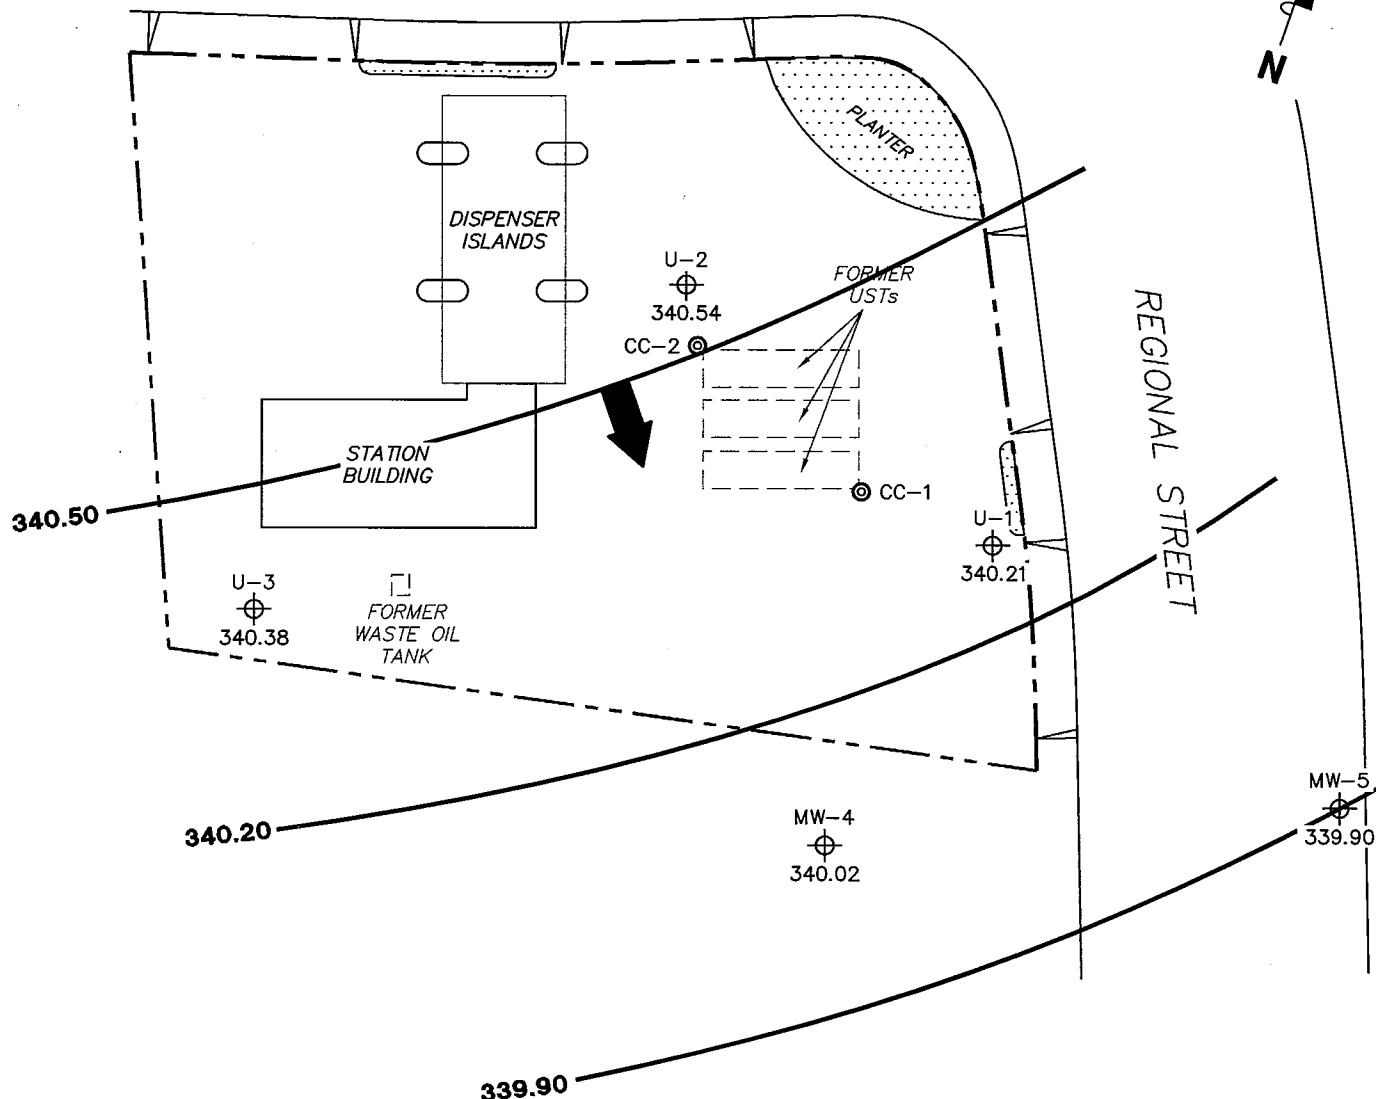 N
PLANTER
DISPENSER
ISLANDS
U-2
340.54
FORMER
USTs
CC-2
REGIONAL STREET
STATION
BUILDING
CC-1
340.50
U-1
340.21
U-3
340.38
FORMER
WASTE OIL
TANK
340.20
MW-4
340.02
MW-5
339.90
339.90